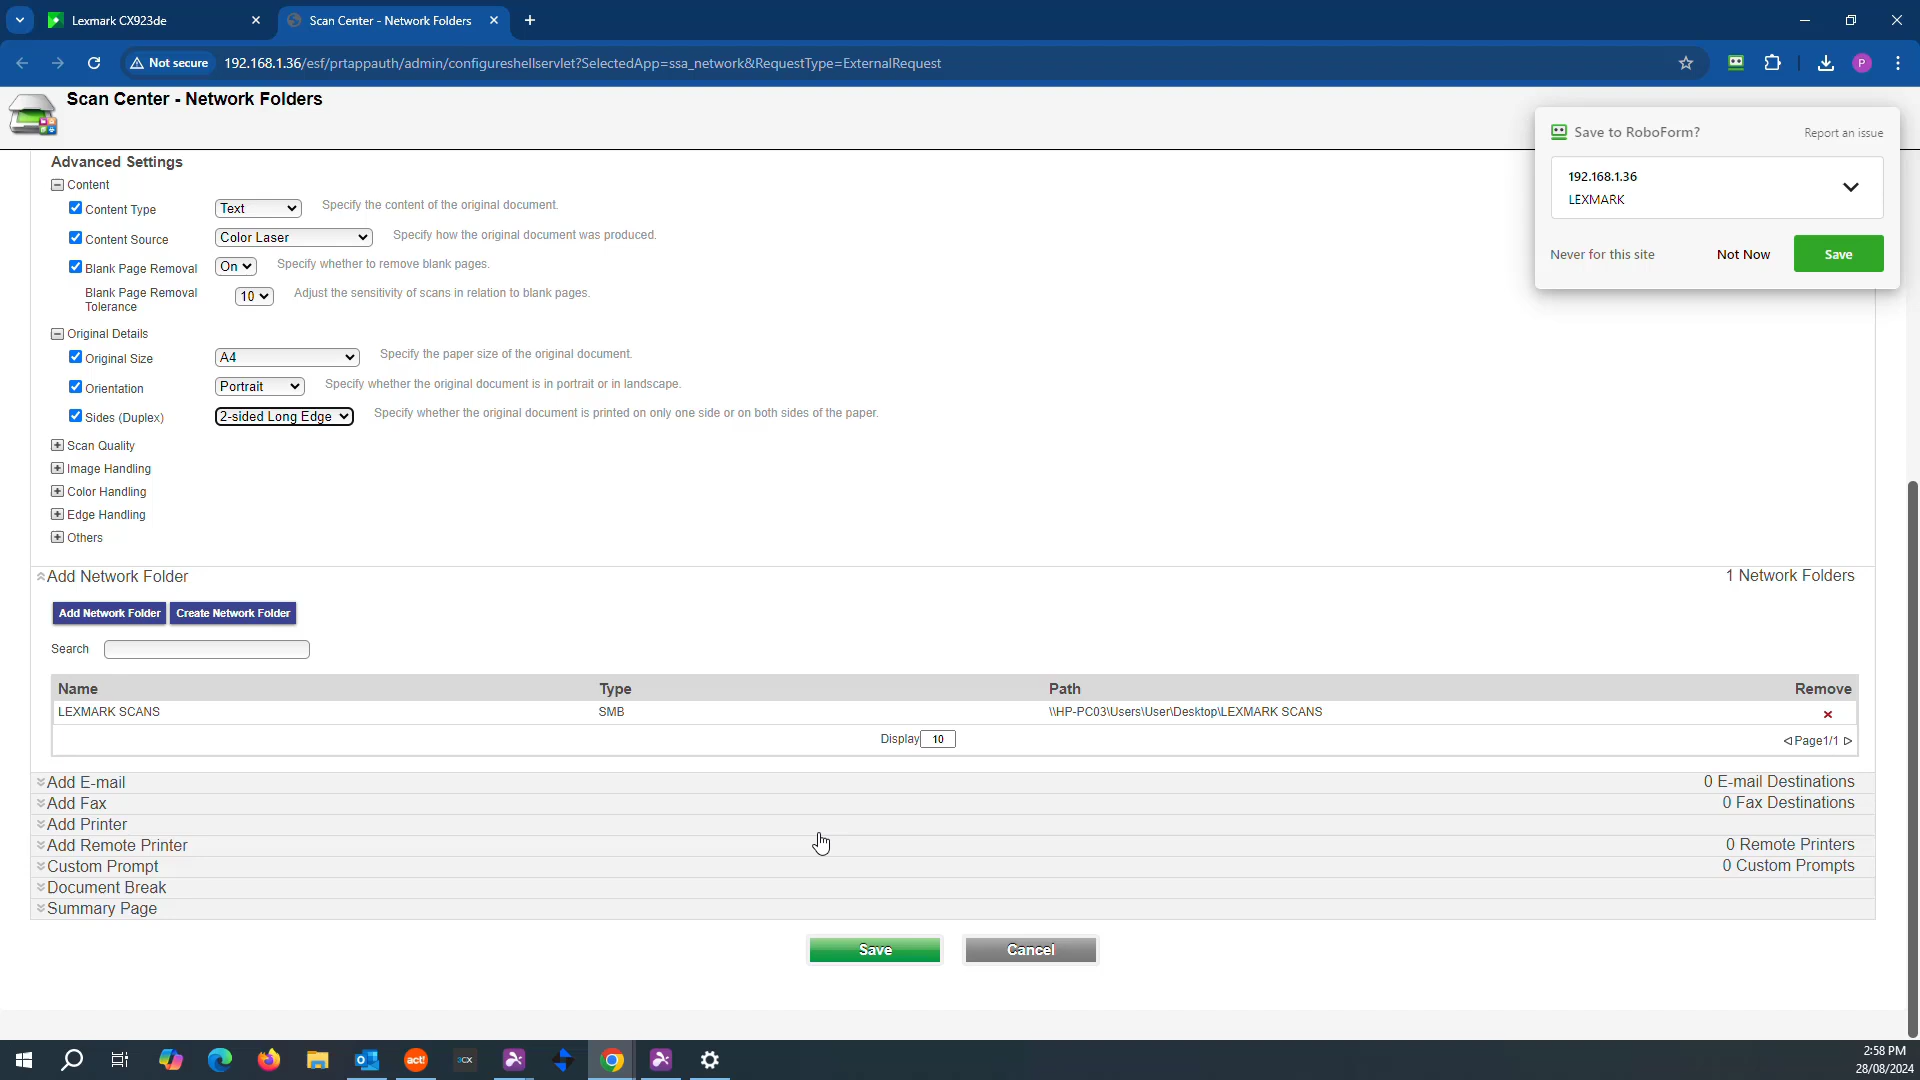 Lexmark CX923de
Scan Center - Network Folders
Not secure
192.168.1.36/esf/prtappauth/admin/configureshellservlet?SelectedApp=ssa_network&RequestType=ExternalRequest
P
Scan Center - Network Folders
Save to RoboForm?
Report an issue
192.168.1.36
LEXMARK
Never for this site
Not Now
Save
Advanced Settings
Content
Content Type
Text
Specify the content of the original document.
Content Source
Color Laser
Specify how the original document was produced.
Blank Page Removal
On
Specify whether to remove blank pages.
Blank Page Removal
Tolerance
10
Adjust the sensitivity of scans in relation to blank pages.
Original Details
Original Size
A4
Specify the paper size of the original document.
Orientation
Portrait
Specify whether the original document is in portrait or in landscape.
Sides (Duplex)
2-sided Long Edge
Specify whether the original document is printed on only one side or on both sides of the paper.
Scan Quality
Image Handling
Color Handling
Edge Handling
Others
Add Network Folder
1 Network Folders
Add Network Folder
Create Network Folder
Search
Name Type Path Remove
LEXMARK SCANS SMB \\HP-PC03\Users\User\Desktop\LEXMARK SCANS x
Display 10
Page1/1
Add E-mail
0 E-mail Destinations
Add Fax
0 Fax Destinations
Add Printer
Add Remote Printer
0 Remote Printers
Custom Prompt
0 Custom Prompts
Document Break
Summary Page
Save
Cancel
act!
3CX
2:58 PM
28/08/2024